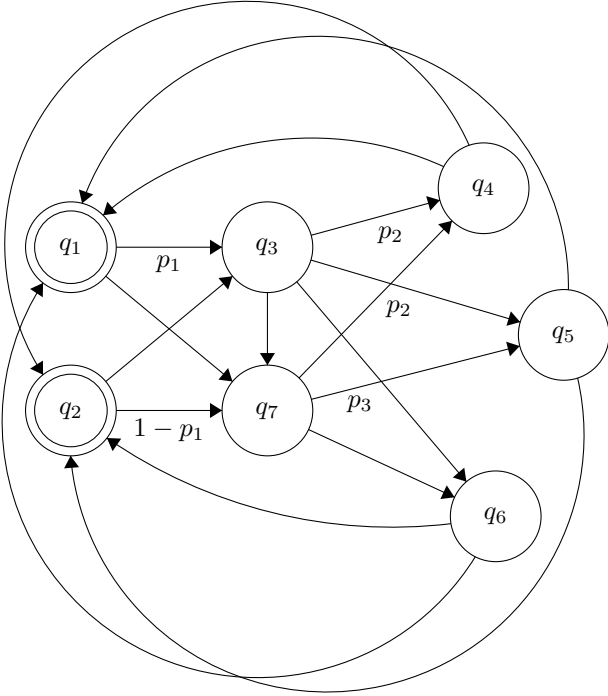 q₄
q₁
q₃
p₂
p₁
p₂
q₅
q₂
q₇
p₃
1 − p₁
q₆